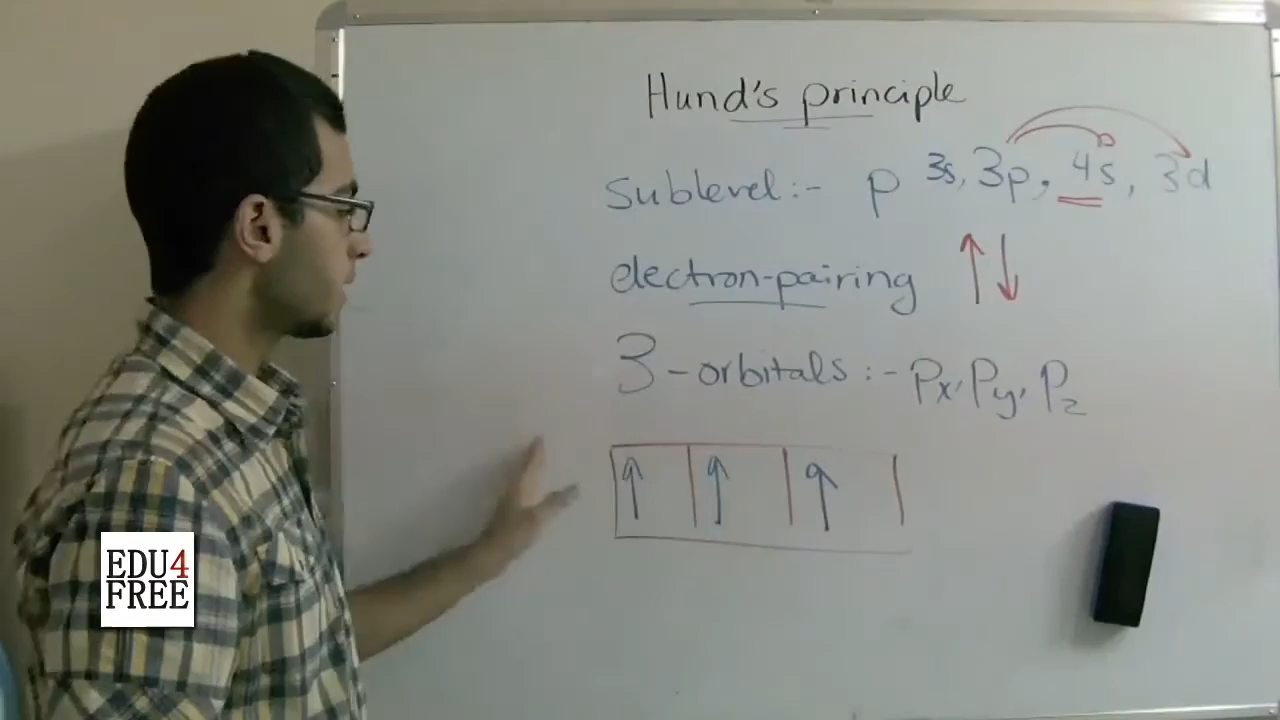 Hund's principle
Sublevel:- p 3s, 3p, 4s, 3d
electron-pairing
3-orbitals:- Px, Py, Pz
EDU4
FREE